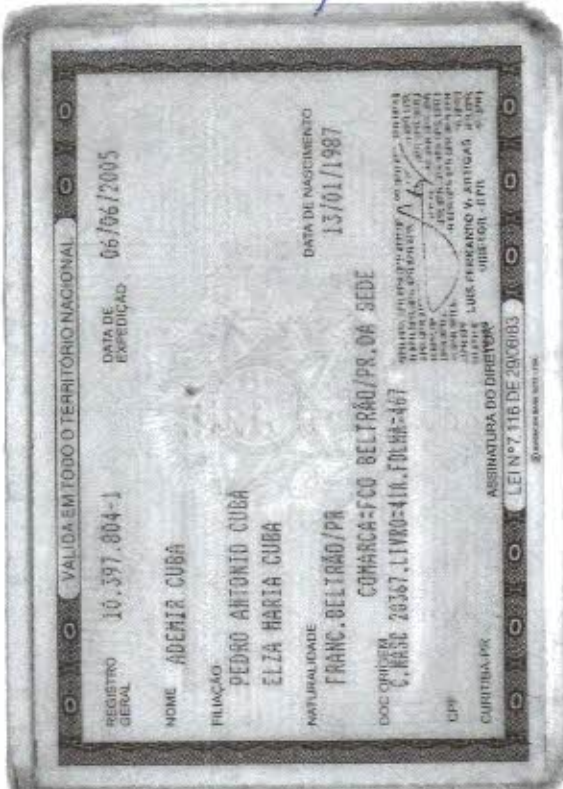 VALIDA EM TODO O TERRITÓRIO NACIONAL
REGISTRO GERAL 10.397.804-1 DATA DE EXPEDIÇÃO 06/06/2005
NOME ADEMIR CUBA
FILIAÇÃO
PEDRO ANTONIO CUBA
ELZA MARIA CUBA
NATURALIDADE DATA DE NASCIMENTO
FRANC.BELTRÃO/PR 13/01/1987
DOC ORIGEM COMARCA=FCO BELTRÃO/PR,DA SEDE
C.NASC 20367,LIVRO=41A,FOLHA=467
CPF
CURITIBA-PR
LUIS FERNANDO V. ARTIGAS
ASSINATURA DO DIRETOR
LEI Nº 7.116 DE 29/08/83